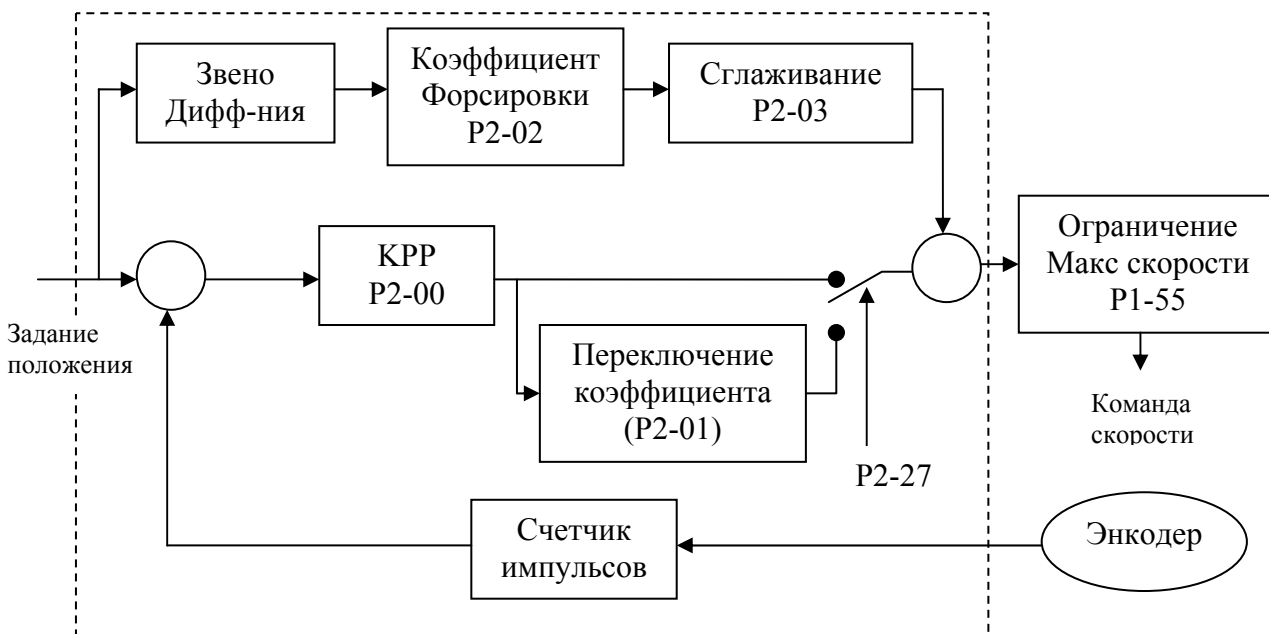 Звено
Дифф-ния
Коэффициент
Форсировки
P2-02
Сглаживание
P2-03
Задание
положения
KPP
P2-00
Переключение
коэффициента
(P2-01)
P2-27
Ограничение
Макс скорости
P1-55
Команда
скорости
Счетчик
импульсов
Энкодер